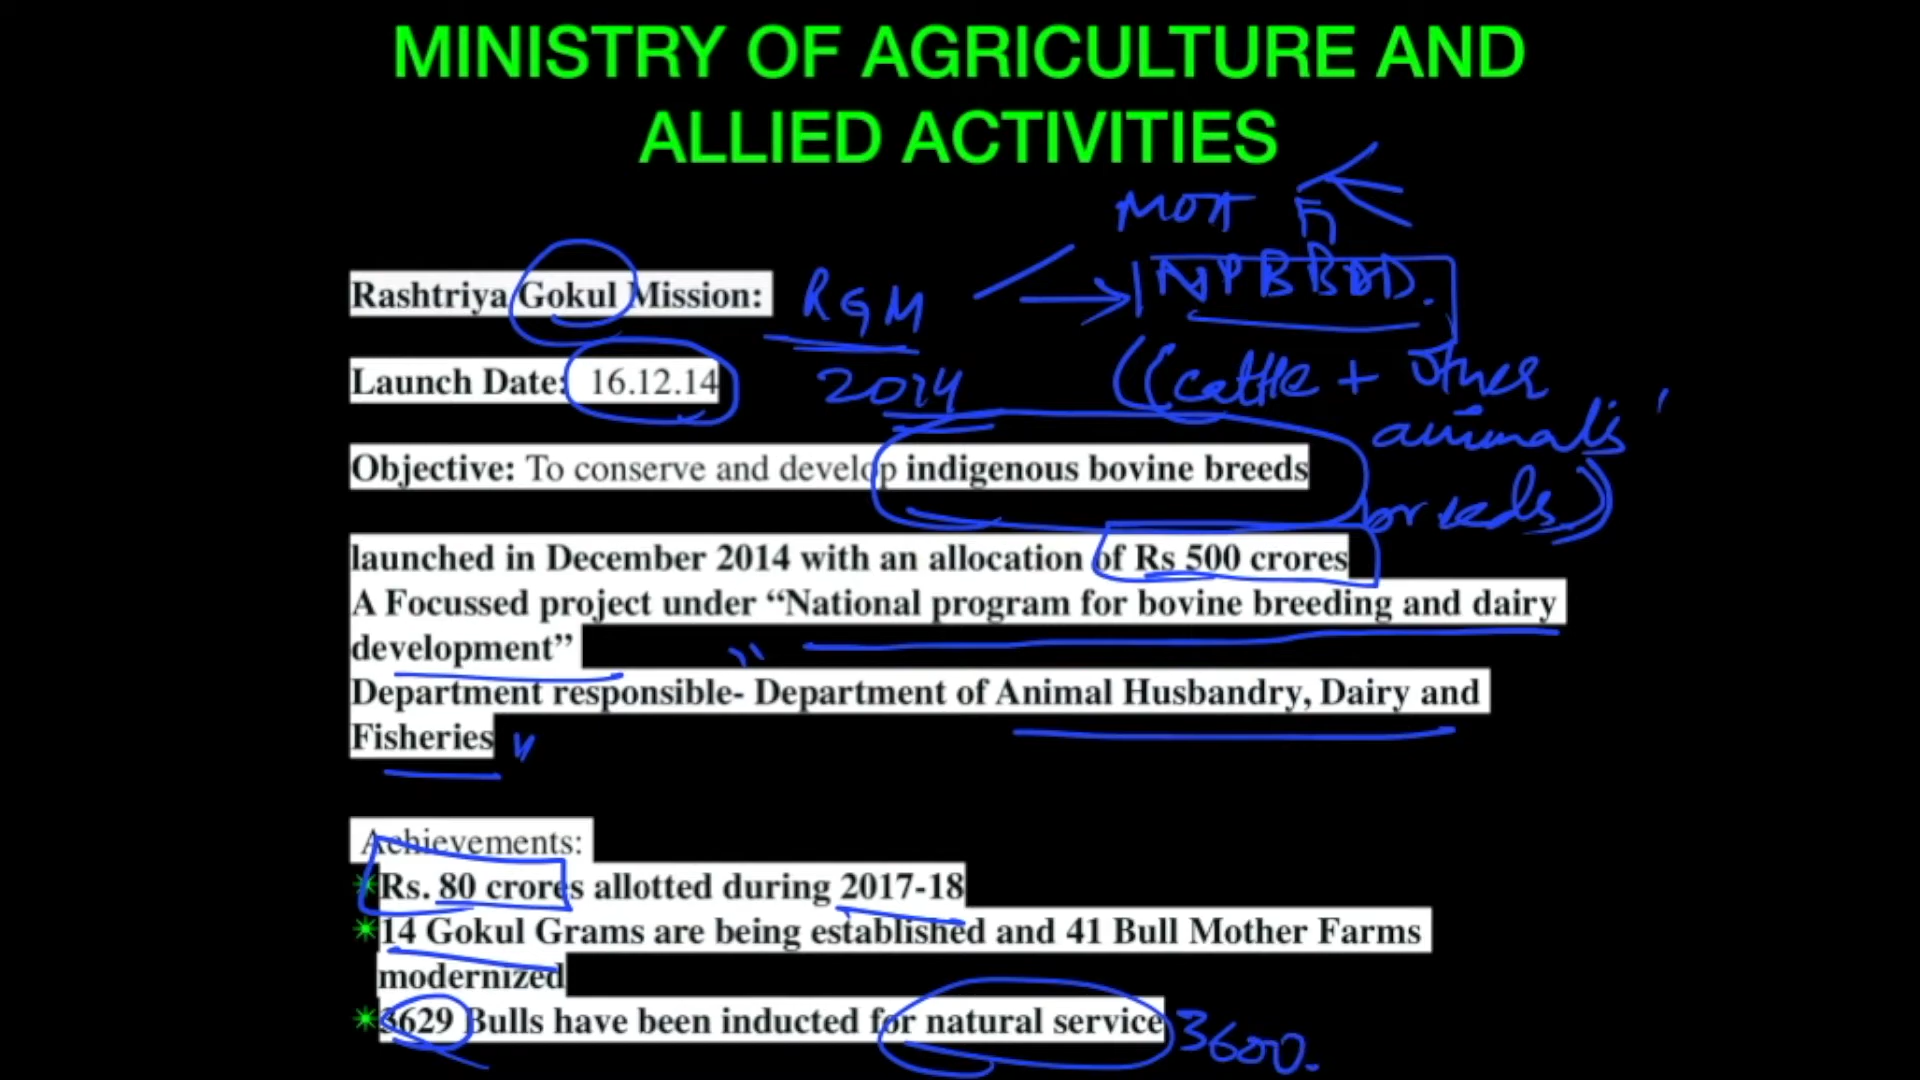 MINISTRY OF AGRICULTURE AND
ALLIED ACTIVITIES
Rashtriya Gokul Mission:
RGM
NPBBDD.
Launch Date: 16.12.14
2014
(cattle + other
animals
breeds)
Objective: To conserve and develop indigenous bovine breeds
launched in December 2014 with an allocation of Rs 500 crores
A Focussed project under “National program for bovine breeding and dairy
development”
Department responsible- Department of Animal Husbandry, Dairy and
Fisheries
Achievements:
Rs. 80 crores allotted during 2017-18
14 Gokul Grams are being established and 41 Bull Mother Farms
modernized
3629 Bulls have been inducted for natural service
3600.